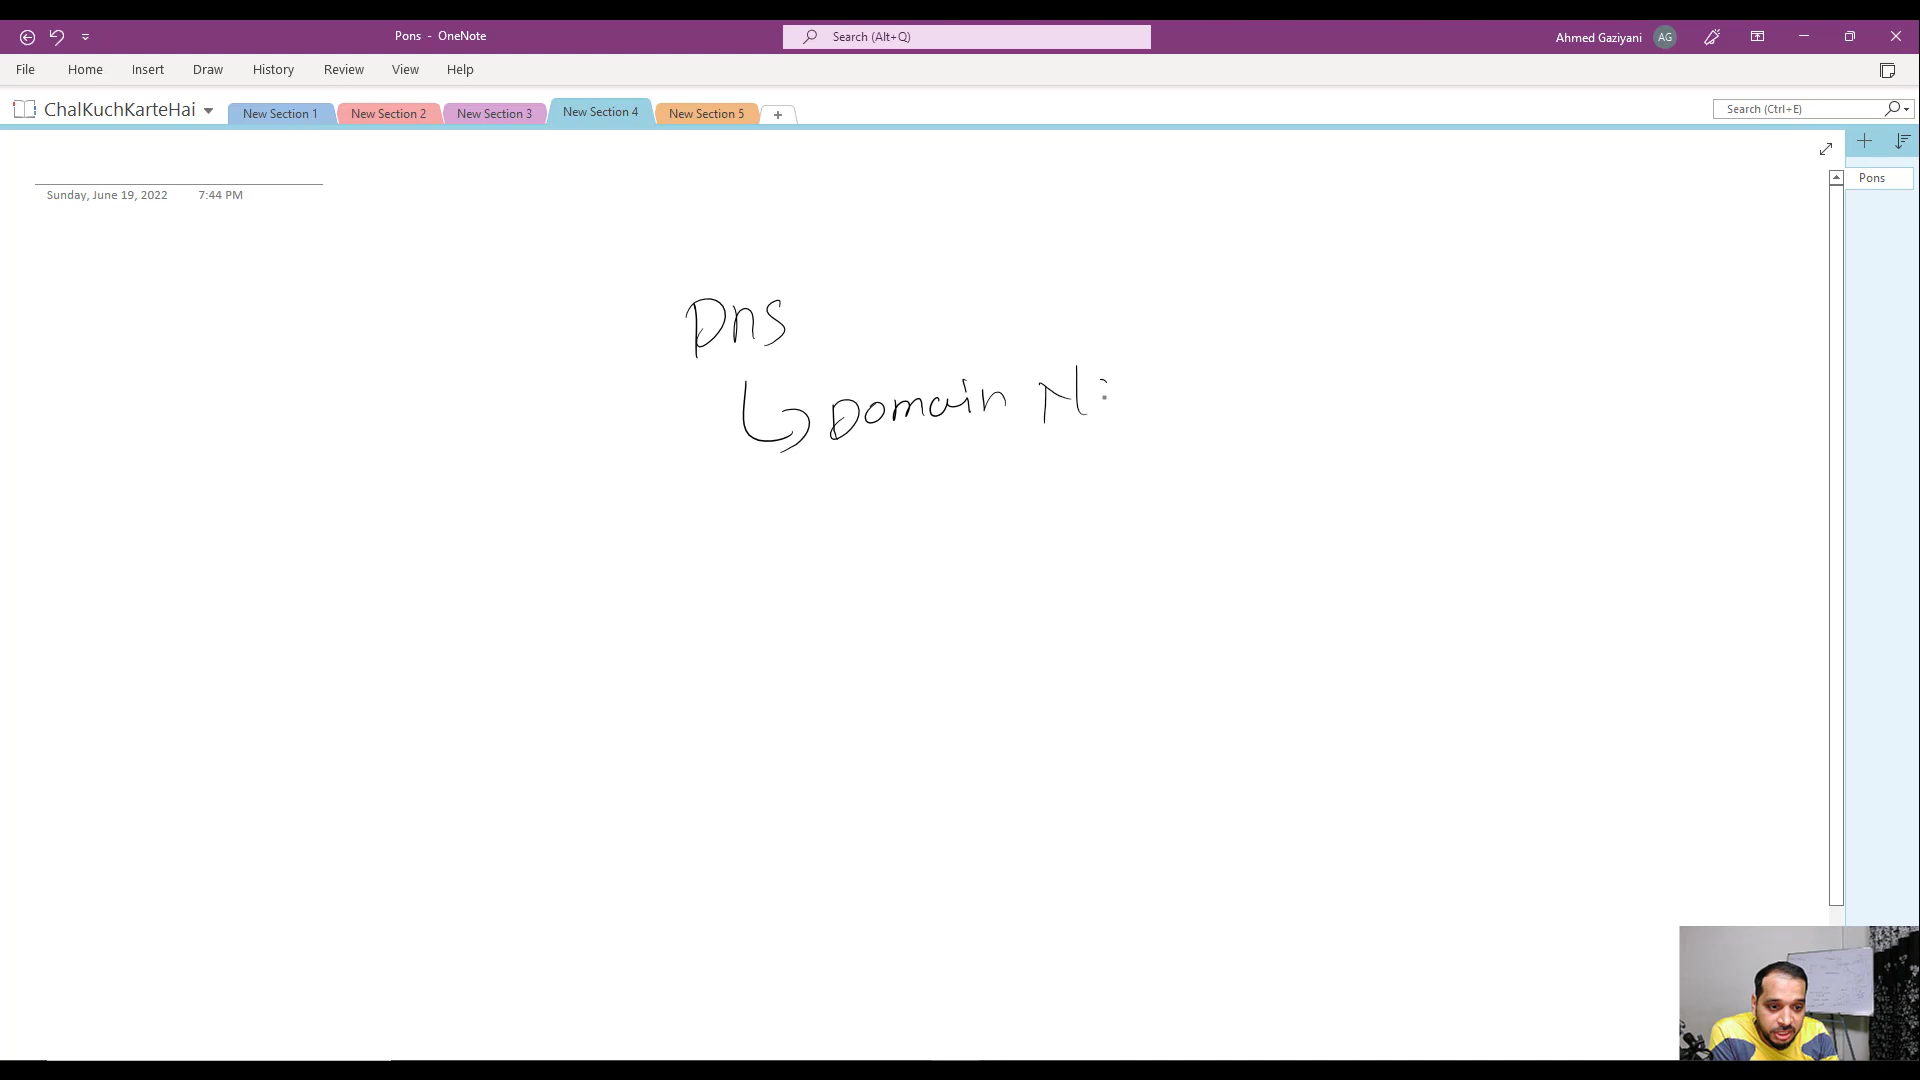 Pons - OneNote
Search (Alt+Q)
Ahmed Gaziyani AG
File Home Insert Draw History Review View Help
ChalKuchKarteHai New Section 1 New Section 2 New Section 3 New Section 4 New Section 5 +
Search (Ctrl+E)
Pons
Sunday, June 19, 2022 7:44 PM
Dns
Domain N